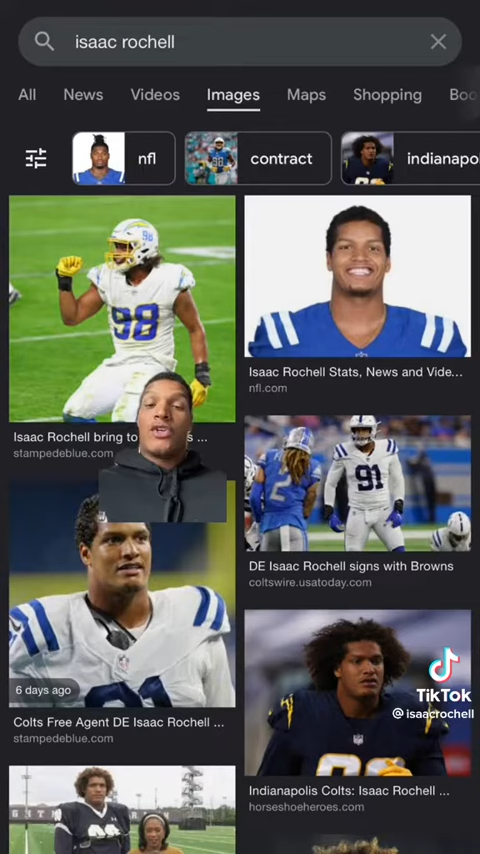 isaac rochell
All News Videos Images Maps Shopping Boo
nfl contract indianapo
98
Isaac Rochell Stats, News and Vide...
nfl.com
Isaac Rochell bring to
s ...
stampedeblue.com
91
2
DE Isaac Rochell signs with Browns
coltswire.usatoday.com
6 days ago
Colts Free Agent DE Isaac Rochell ...
stampedeblue.com
TikTok
@isaacrochell
Indianapolis Colts: Isaac Rochell ...
horseshoeheroes.com